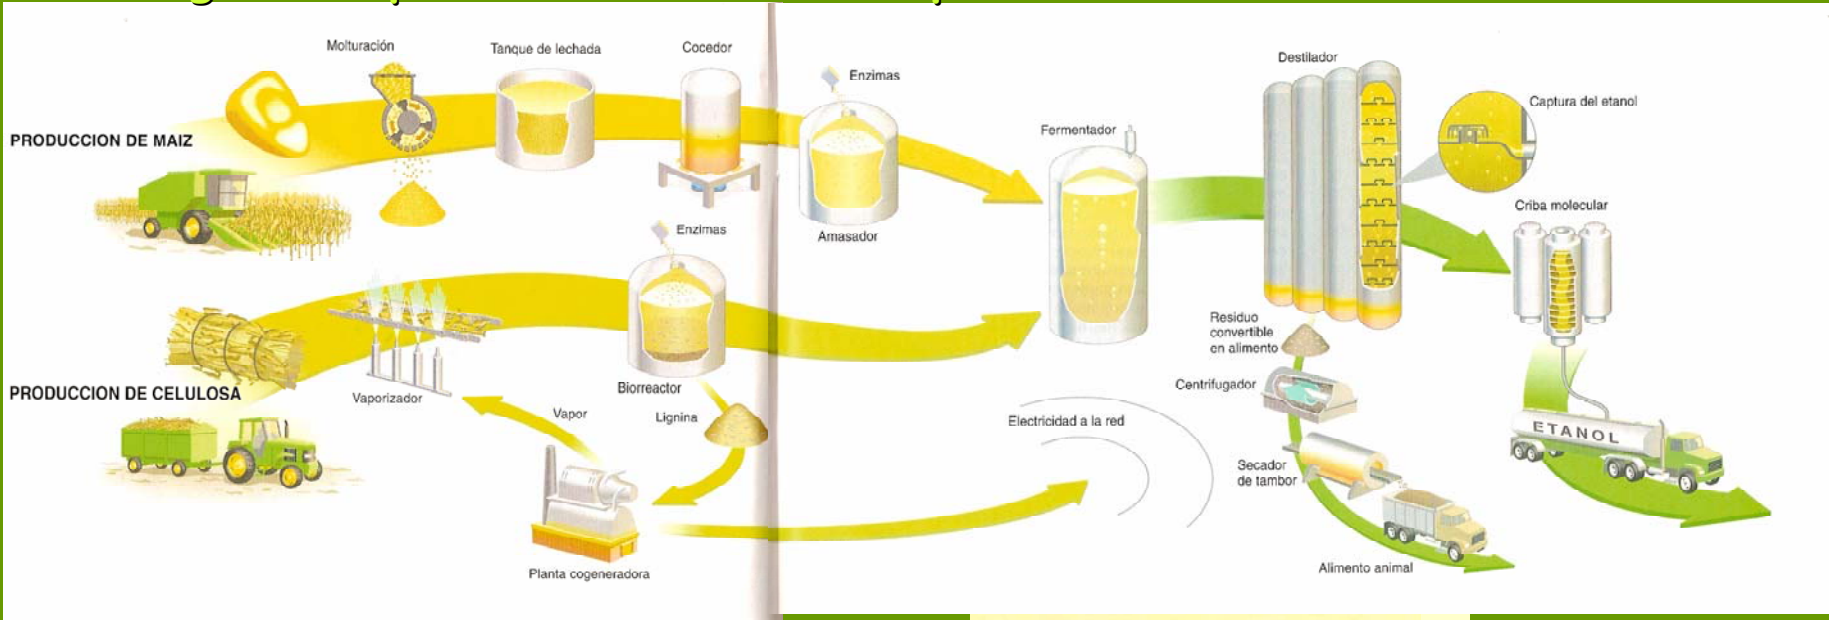 Molturación
Tanque de lechada
Cocedor
Enzimas
Destilador
Captura del etanol
Fermentador
PRODUCCION DE MAIZ
Criba molecular
Enzimas
Amasador
Residuo
convertible
en alimento
Centrifugador
PRODUCCION DE CELULOSA
Vaporizador
Biorreactor
Vapor
Lignina
Electricidad a la red
ETANOL
Secador
de tambor
Planta cogeneradora
Alimento animal